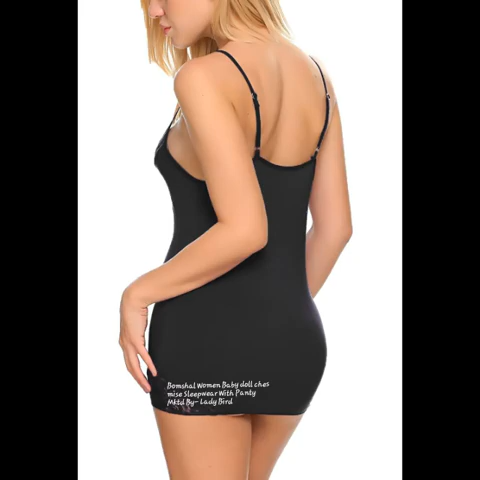 Bomshal Women Baby doll ches
mise Sleepwear With Panty
Mktd By- Lady Bird